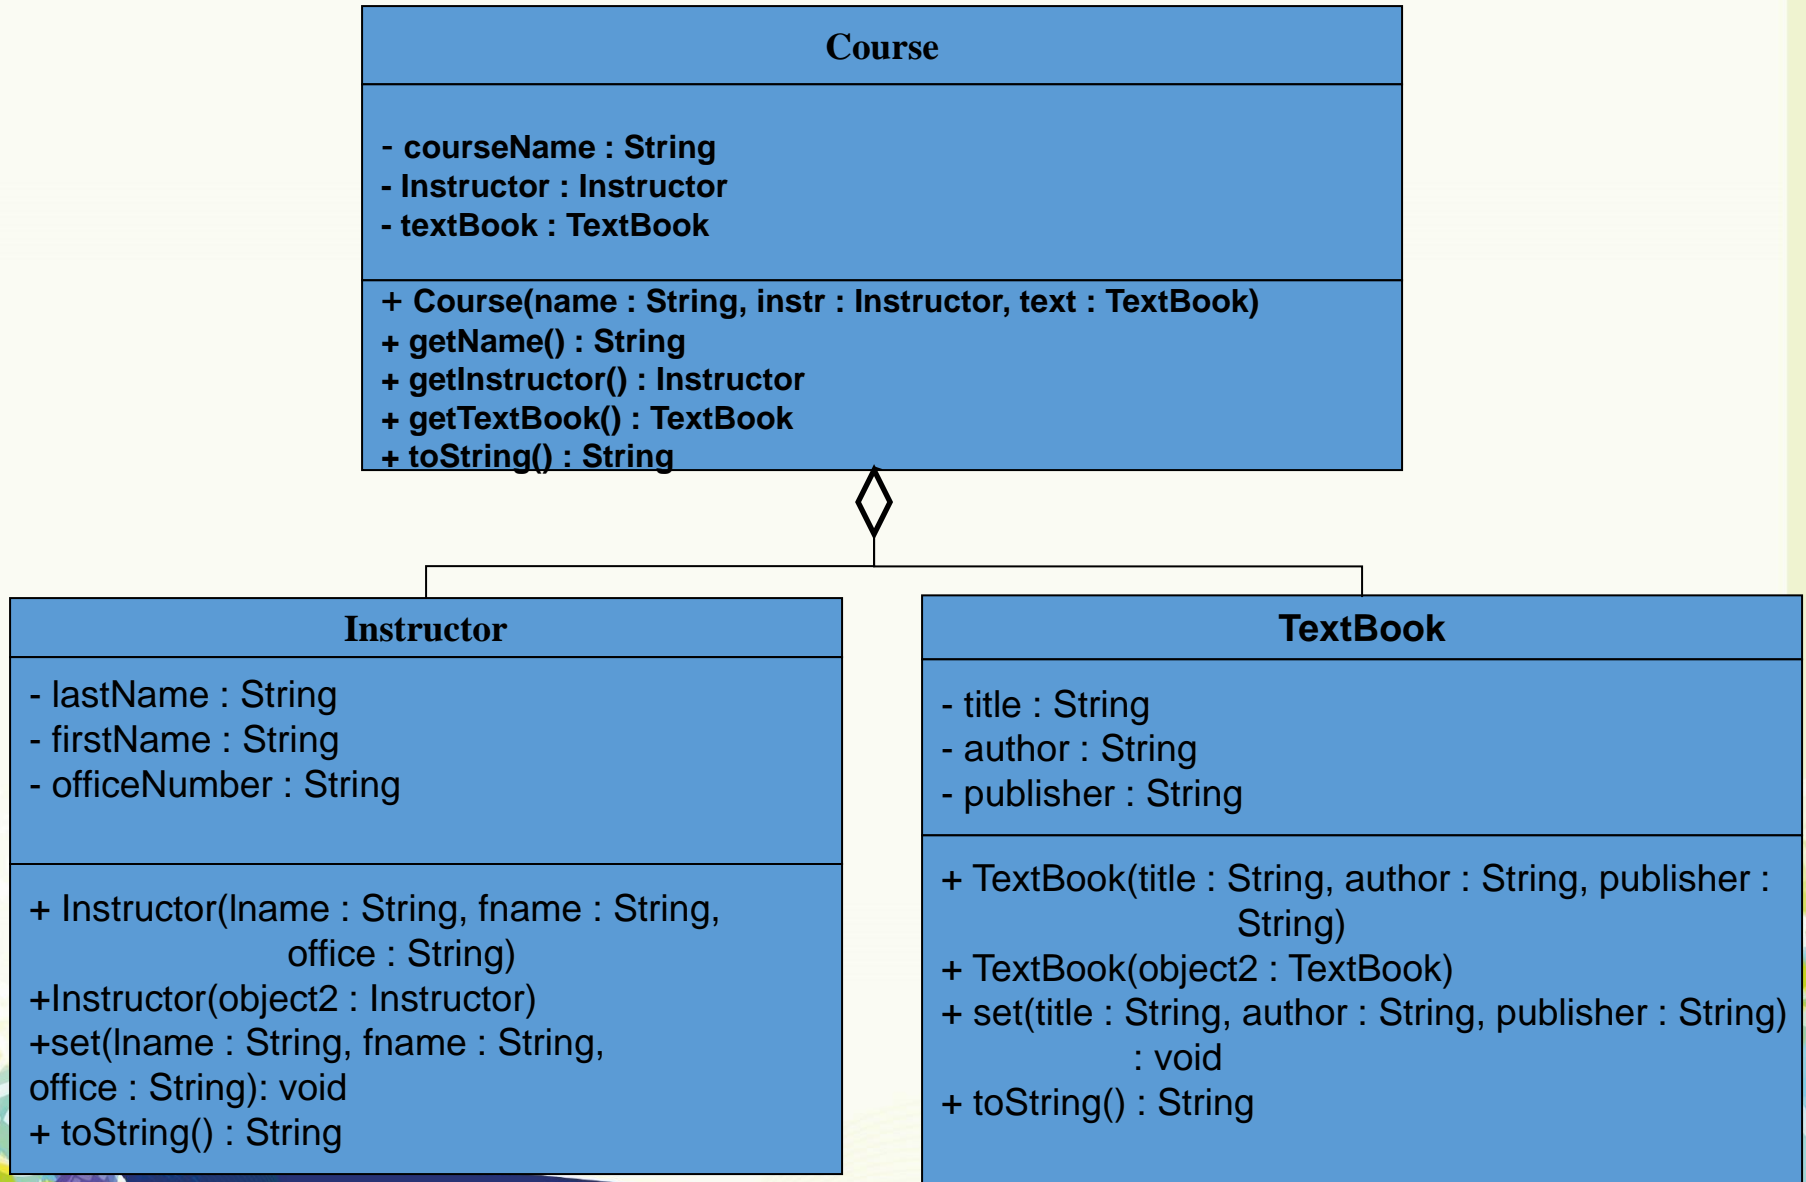 Course
- courseName : String
- Instructor : Instructor
- textBook : TextBook
+ Course(name : String, instr : Instructor, text : TextBook)
+ getName() : String
+ getInstructor() : Instructor
+ getTextBook() : TextBook
+ toString() : String
Instructor
- lastName : String
- firstName : String
- officeNumber : String
+ Instructor(lname : String, fname : String,
office : String)
+Instructor(object2 : Instructor)
+set(lname : String, fname : String,
office : String): void
+ toString() : String
TextBook
- title : String
- author : String
- publisher : String
+ TextBook(title : String, author : String, publisher :
String)
+ TextBook(object2 : TextBook)
+ set(title : String, author : String, publisher : String)
: void
+ toString() : String